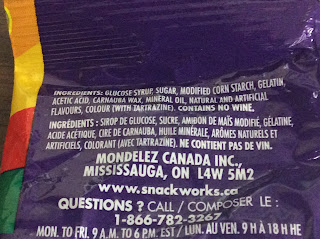 INGREDIENTS: GLUCOSE SYRUP, SUGAR, MODIFIED CORN STARCH, GELATIN,
ACETIC ACID, CARNAUBA WAX, MINERAL OIL, NATURAL AND ARTIFICIAL
FLAVOURS, COLOUR (WITH TARTRAZINE). CONTAINS NO WINE.
INGRÉDIENTS : SIROP DE GLUCOSE, SUCRE, AMIDON DE MAÏS MODIFIÉ, GÉLATINE,
ACIDE ACÉTIQUE, CIRE DE CARNAUBA, HUILE MINÉRALE, ARÔMES NATURELS ET
ARTIFICIELS, COLORANT (AVEC TARTRAZINE). NE CONTIENT PAS DE VIN.
MONDELEZ CANADA INC.,
MISSISSAUGA, ON L4W 5M2
www.snackworks.ca
QUESTIONS ? CALL / COMPOSER LE :
1-866-782-3267
MON. TO FRI. 9 A.M. TO 6 P.M. EST / LUN. AU VEN. 9 H À 18 H HE